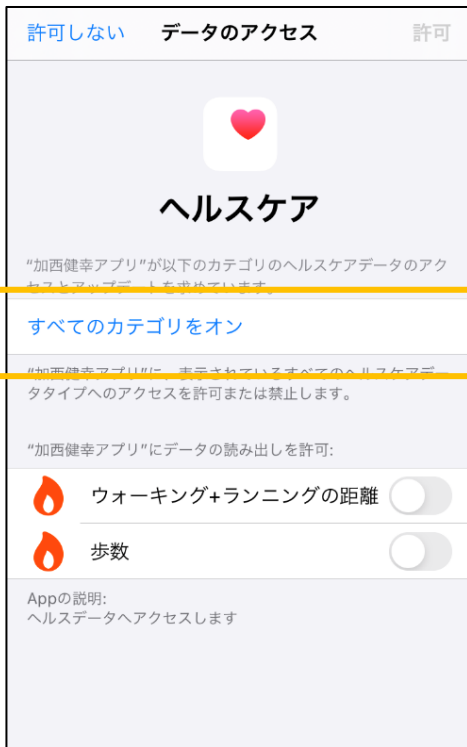 許可しない データのアクセス 許可
ヘルスケア
“加西健幸アプリ”が以下のカテゴリのヘルスケアデータのアク
セスとアップデートを求めています。
すべてのカテゴリをオン
“加西健幸アプリ”に、表示されているすべてのヘルスケアデー
タタイプへのアクセスを許可または禁止します。
“加西健幸アプリ”にデータの読み出しを許可:
ウォーキング+ランニングの距離
歩数
Appの説明:
ヘルスデータへアクセスします